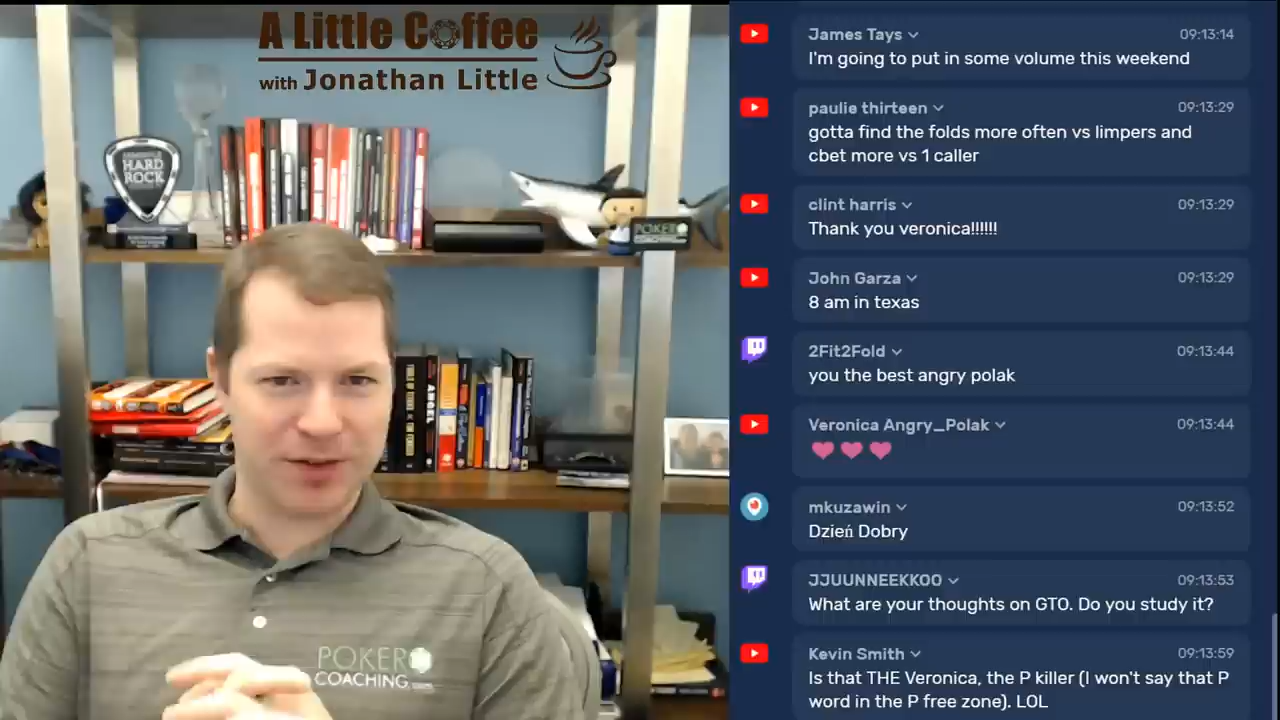 A Little Coffee
with Jonathan Little
HARD
ROCK
POKER
COACHING
ANGEL
POKER
COACHING
James Tays
09:13:14
I'm going to put in some volume this weekend
paulie thirteen
09:13:29
gotta find the folds more often vs limpers and
cbet more vs 1 caller
clint harris
09:13:29
Thank you veronica!!!!!!
John Garza
09:13:29
8 am in texas
2Fit2Fold
09:13:44
you the best angry polak
Veronica Angry_Polak
09:13:44
mkuzawin
09:13:52
Dzień Dobry
JJUUNNEEKKOO
09:13:53
What are your thoughts on GTO. Do you study it?
Kevin Smith
09:13:59
Is that THE Veronica, the P killer (I won't say that P
word in the P free zone). LOL